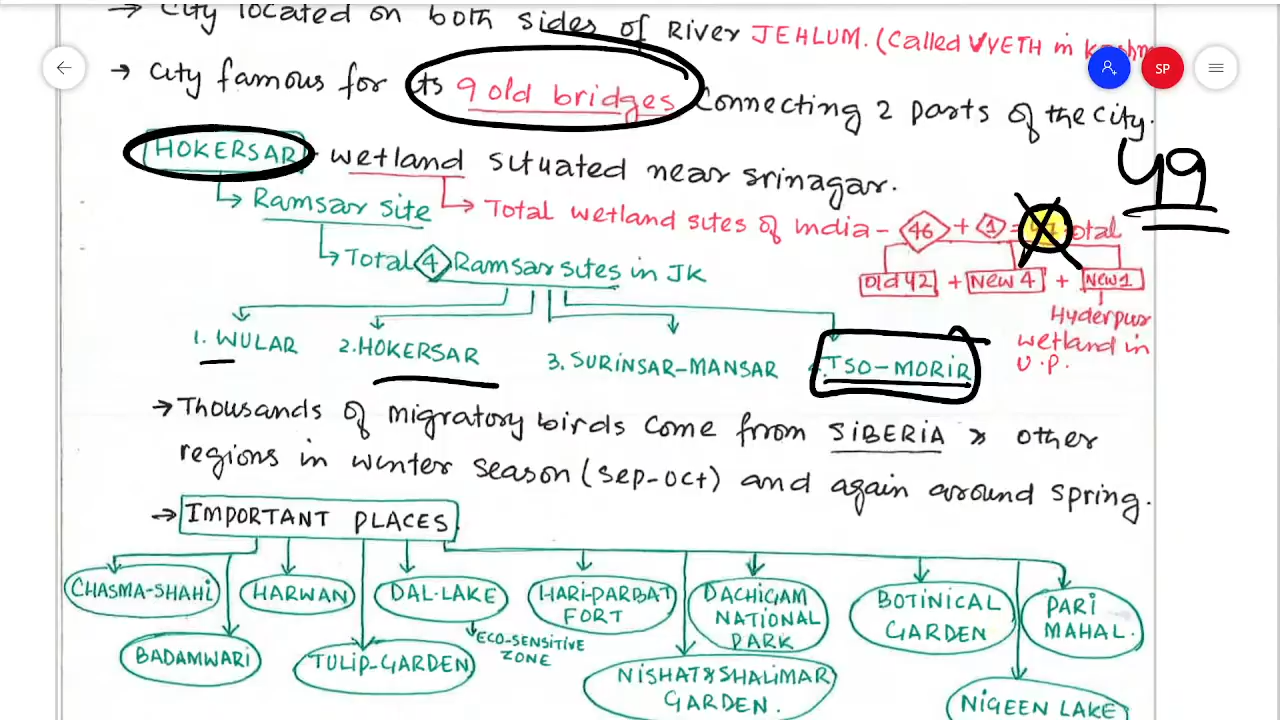 → City located on both sides of River JEHLUM. (Called VYETH in Kashm
→ City famous for its 9 old bridges Connecting 2 parts of the City.
SP
HOKERSAR - wetland situated near srinagar.
49
↳ Ramsar site
↳ Total wetland sites of india - 46 + 1 = total
↳ Total 4 Ramsar sites in JK
Old 42 + New 4 + New 1
Hyderpur
wetland in
U.P.
1. WULAR 2. HOKERSAR 3. SURINSAR-MANSAR TSO-MORIR
→ Thousands of migratory birds come from SIBERIA & other
regions in winter season (sep-oct) and again around spring.
→ IMPORTANT PLACES
CHASMA-SHAHI
HARWAN
DAL-LAKE
HARI-PARBAT
FORT
DACHIGAM
NATIONAL
PARK
BOTINICAL
GARDEN
PARI
MAHAL.
BADAMWARI
TULIP-GARDEN
ECO-SENSITIVE
ZONE
NISHAT & SHALIMAR
GARDEN.
NIGEEN LAKE